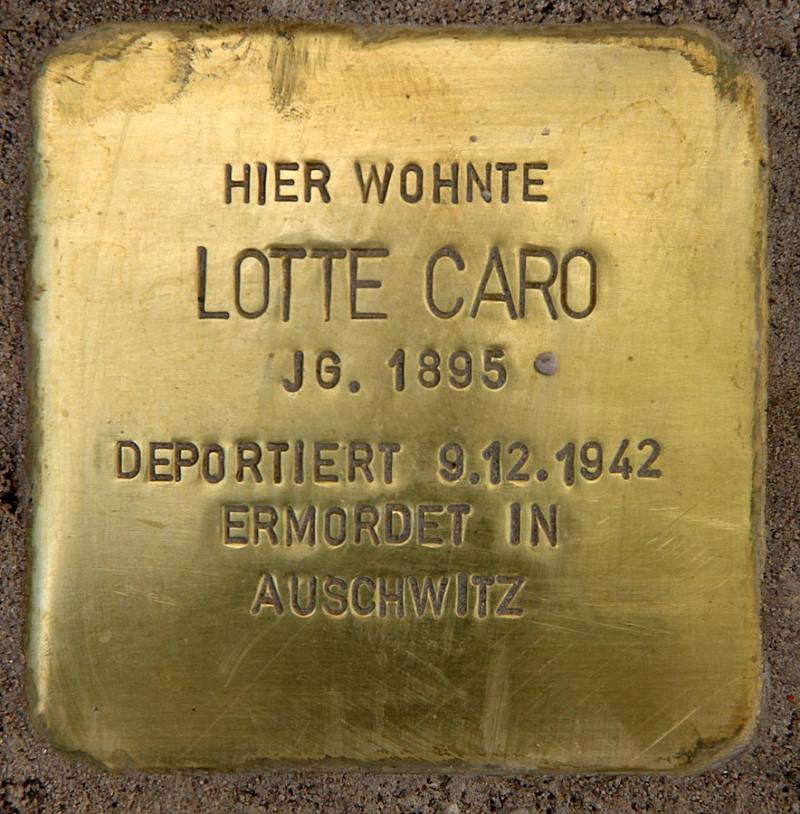 HIER WOHNTE
LOTTE CARO
JG. 1895
DEPORTIERT 9.12.1942
ERMORDET IN
AUSCHWITZ